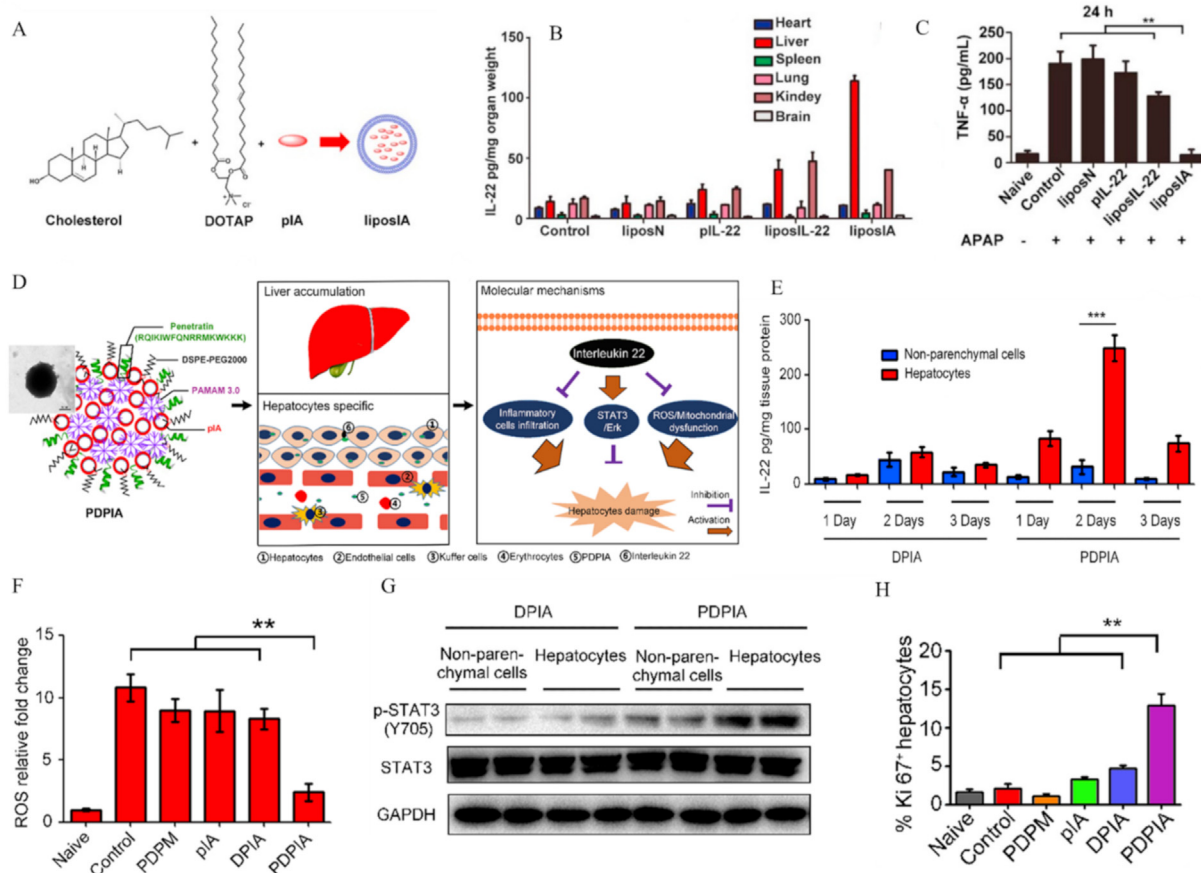 A
HO
Cholesterol
+
DOTAP
+
pIA
liposIA
Cl⁻
B
IL-22 pg/mg organ weight
150
100
50
0
Heart
Liver
Spleen
Lung
Kindey
Brain
Control
liposN
pIL-22
liposIL-22
liposIA
C
24 h
**
TNF-α (pg/mL)
250
200
150
100
50
0
Naive
Control
liposN
pIL-22
liposIL-22
liposIA
APAP - + + + + +
D
Penetratin
(RQIKIWFQNRRMKWKKK)
DSPE-PEG2000
PAMAM 3.0
pIA
PDPIA
Liver accumulation
Hepatocytes specific
①Hepatocytes ②Endothelial cells ③Kuffer cells ④Erythrocytes ⑤PDPIA ⑥Interleukin 22
Molecular mechanisms
Interleukin 22
Inflammatory
cells infiltration
STAT3
/Erk
ROS/Mitochondrial
dysfunction
Hepatocytes damage
Inhibition
Activation
E
IL-22 pg/mg tissue protein
300
200
100
0
Non-parenchymal cells
Hepatocytes
***
1 Day
2 Days
3 Days
1 Day
2 Days
3 Days
DPIA
PDPIA
F
ROS relative fold change
15
10
5
0
**
Naive
Control
PDPM
pIA
DPIA
PDPIA
G
DPIA
PDPIA
Non-paren-
chymal cells
Hepatocytes
Non-paren-
chymal cells
Hepatocytes
p-STAT3
(Y705)
STAT3
GAPDH
H
% Ki 67⁺ hepatocytes
20
15
10
5
0
**
Naive
Control
PDPM
pIA
DPIA
PDPIA